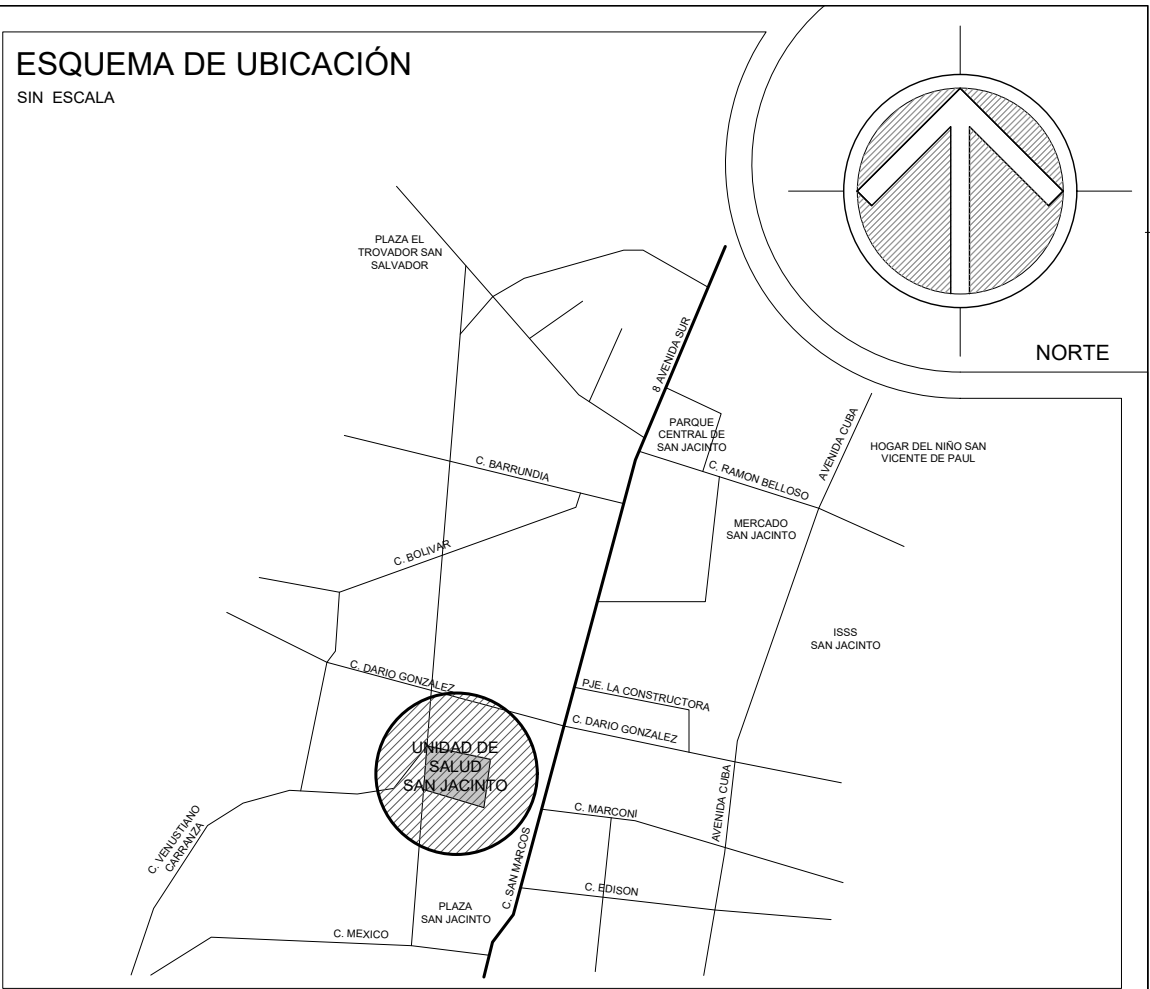 ESQUEMA DE UBICACIÓN
SIN ESCALA
NORTE
PLAZA EL
TROVADOR SAN
SALVADOR
8 AVENIDA SUR
PARQUE
CENTRAL DE
SAN JACINTO
AVENIDA CUBA
HOGAR DEL NIÑO SAN
VICENTE DE PAUL
C. BARRUNDIA
C. RAMON BELLOSO
MERCADO
SAN JACINTO
C. BOLIVAR
ISSS
SAN JACINTO
C. DARIO GONZALEZ
PJE. LA CONSTRUCTORA
C. DARIO GONZALEZ
UNIDAD DE
SALUD
SAN JACINTO
C. VENUSTIANO
CARRANZA
C. MARCONI
AVENIDA CUBA
C. SAN MARCOS
C. EDISON
PLAZA
SAN JACINTO
C. MEXICO